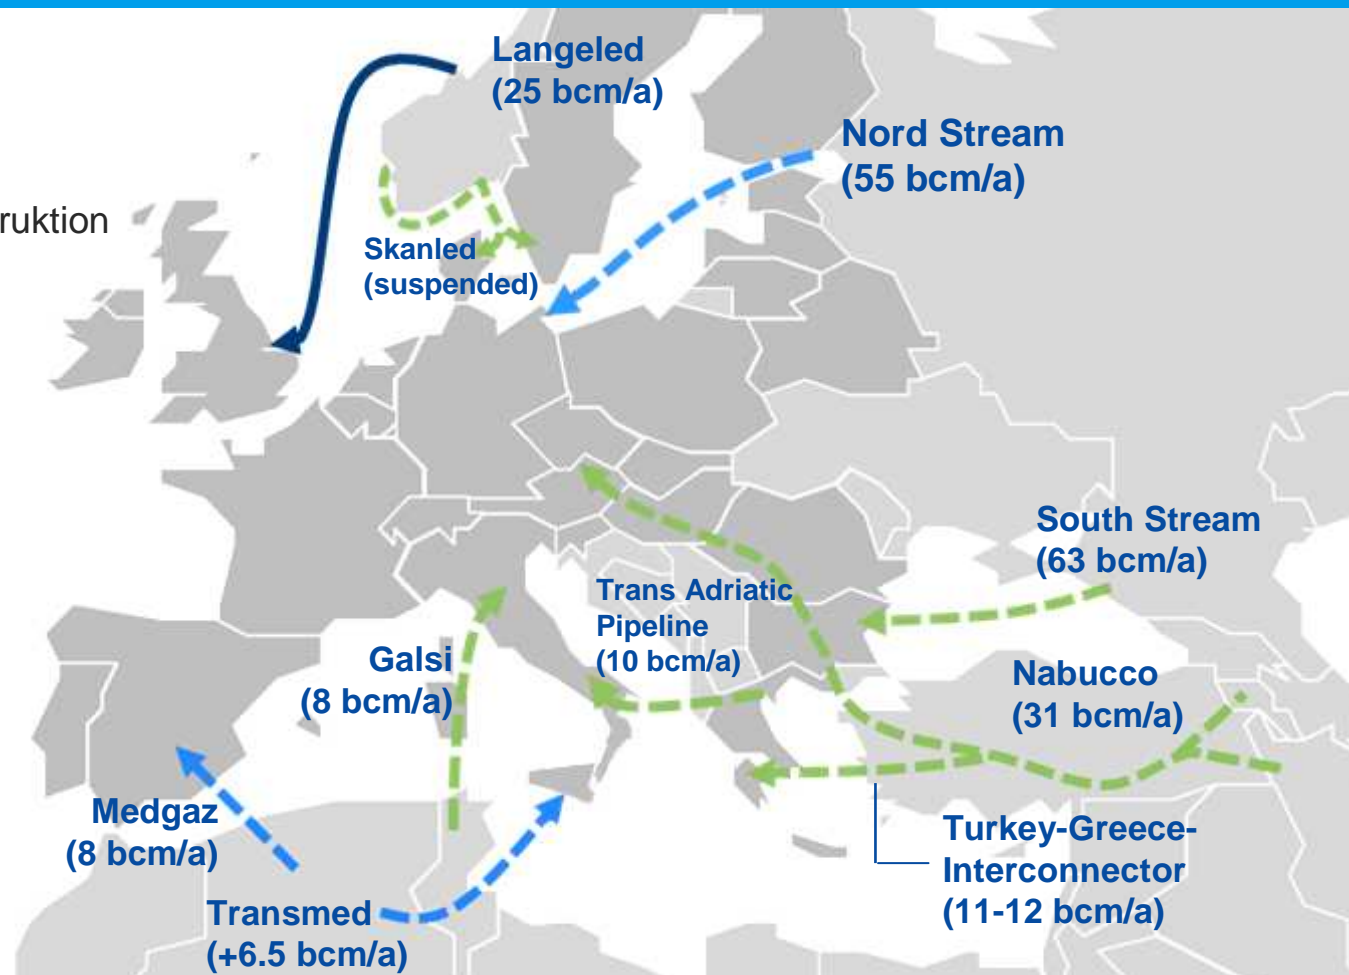 Langeled
(25 bcm/a)
Nord Stream
(55 bcm/a)
ruktion
Skanled
(suspended)
South Stream
(63 bcm/a)
Trans Adriatic
Pipeline
(10 bcm/a)
Galsi
(8 bcm/a)
Nabucco
(31 bcm/a)
Medgaz
(8 bcm/a)
Turkey-Greece-
Interconnector
(11-12 bcm/a)
Transmed
(+6.5 bcm/a)